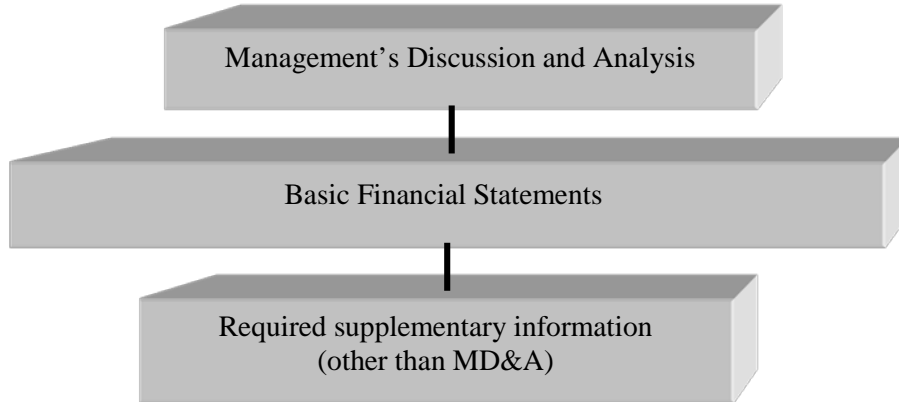 Management’s Discussion and Analysis
Basic Financial Statements
Required supplementary information
(other than MD&A)